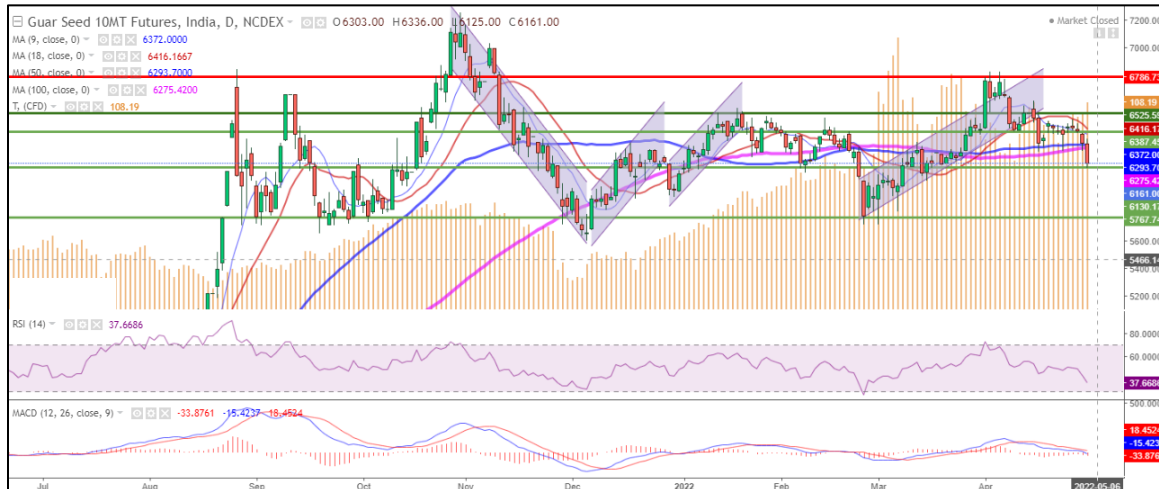 Guar Seed 10MT Futures, India, D, NCDEX O6303.00 H6336.00 L6125.00 C6161.00
Market Closed
MA (9, close, 0) 6372.0000
MA (18, close, 0) 6416.1667
MA (50, close, 0) 6293.7000
MA (100, close, 0) 6275.4200
T, (CFD) 108.19
7200.00
7000.00
6786.73
108.19
6525.58
6416.17
6387.45
6372.00
6293.70
6275.42
6161.00
6130.17
5767.74
5600.00
5466.14
5400.00
5200.00
RSI (14) 37.6686
80.0000
60.0000
37.6686
MACD (12, 26, close, 9) -33.8761 -15.4237 18.4524
500.000
18.4524
-15.423
-33.876
Jul Aug Sep Oct Nov Dec 2022 Feb Mar Apr 2022-05-06